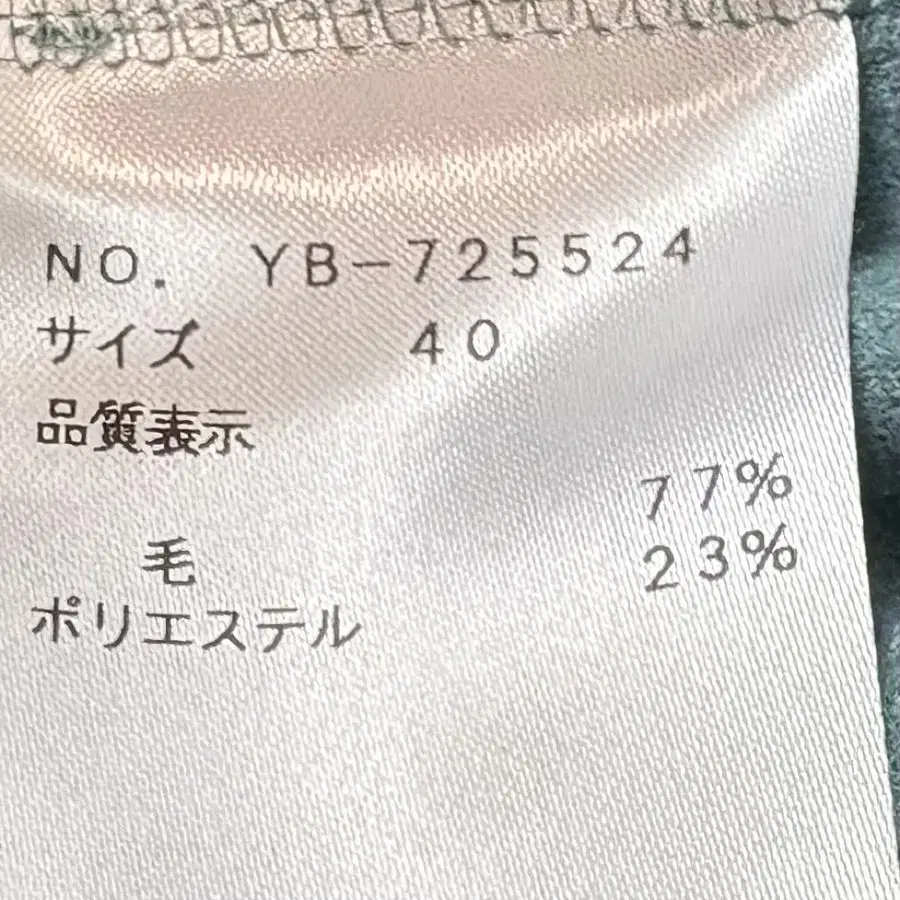 NO. YB-725524
サイズ 40
品質表示
毛 77%
ポリエステル 23%